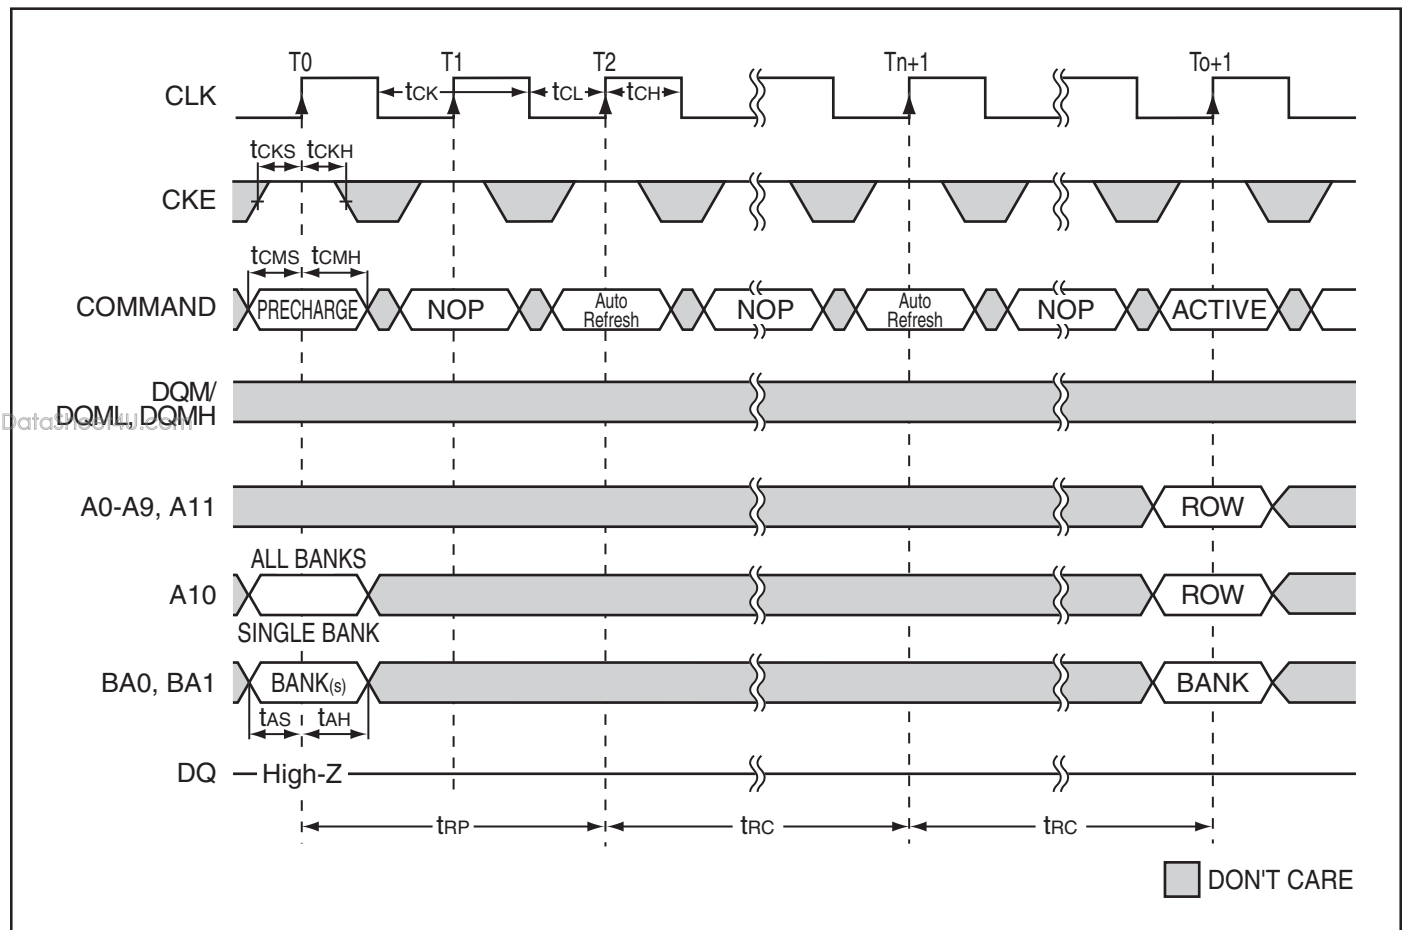 T0 T1 T2 Tn+1 To+1
CLK tCK tCL tCH
tCKS tCKH
CKE
tCMS tCMH
COMMAND PRECHARGE NOP Auto Refresh NOP Auto Refresh NOP ACTIVE
DQM/
DQML, DQMH
DataSheet4U.com
A0-A9, A11 ROW
ALL BANKS
A10 ROW
SINGLE BANK
BA0, BA1 BANK(s) BANK
tAS tAH
DQ High-Z
tRP tRC tRC
DON'T CARE